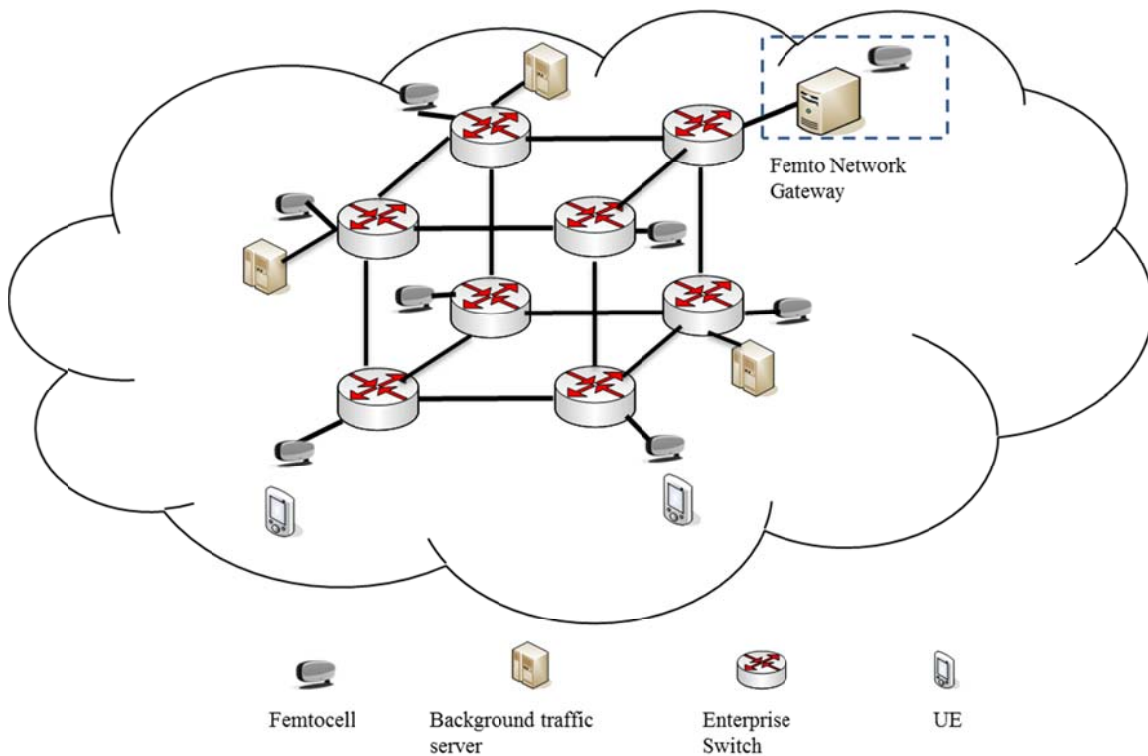 Femto Network
Gateway
Femtocell
Background traffic
server
Enterprise
Switch
UE